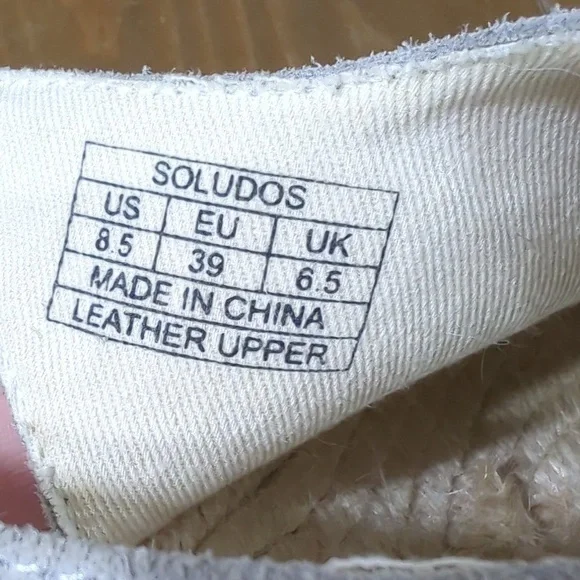 SOLUDOS
US EU UK
8.5 39 6.5
MADE IN CHINA
LEATHER UPPER